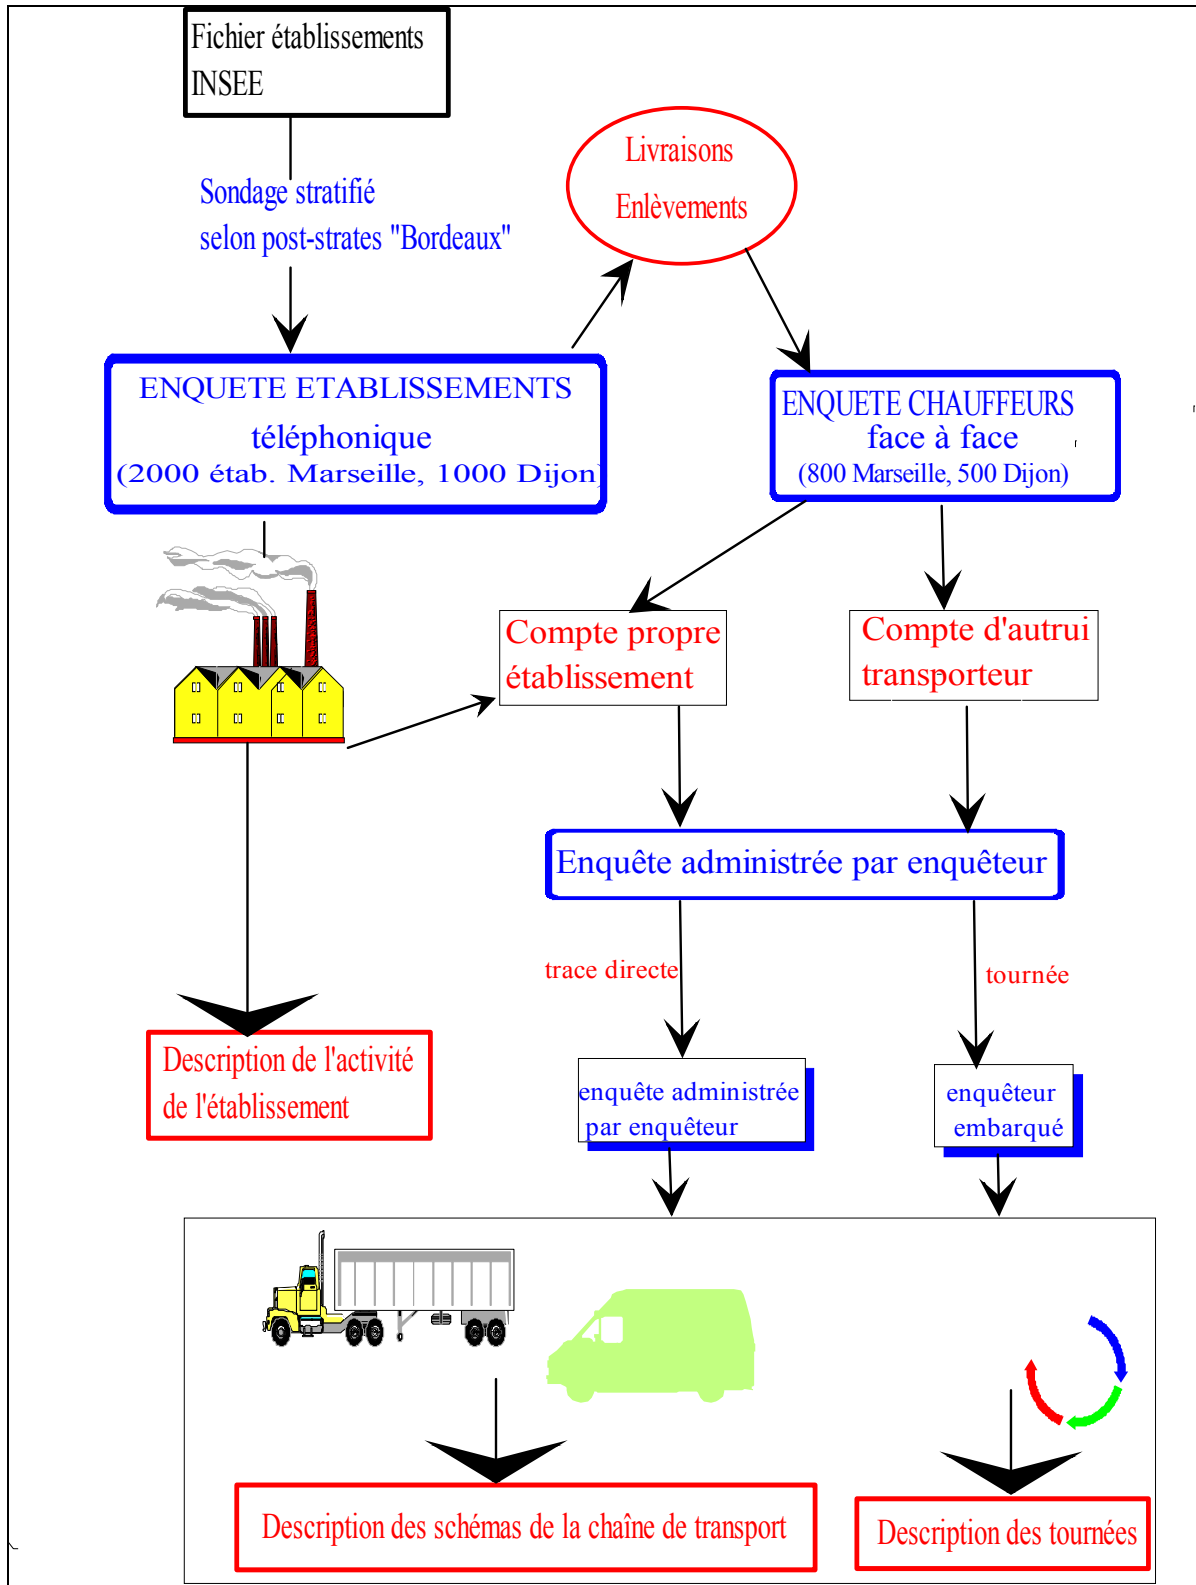 Fichier établissements
INSEE
Livraisons
Enlèvements
Sondage stratifié
selon post-strates "Bordeaux"
ENQUETE ETABLISSEMENTS
téléphonique
(2000 étab. Marseille, 1000 Dijon)
ENQUETE CHAUFFEURS
face à face
(800 Marseille, 500 Dijon)
Compte propre
établissement
Compte d'autrui
transporteur
Enquête administrée par enquêteur
trace directe
tournée
Description de l'activité
de l'établissement
enquête administrée
par enquêteur
enquêteur
embarqué
Description des schémas de la chaîne de transport
Description des tournées